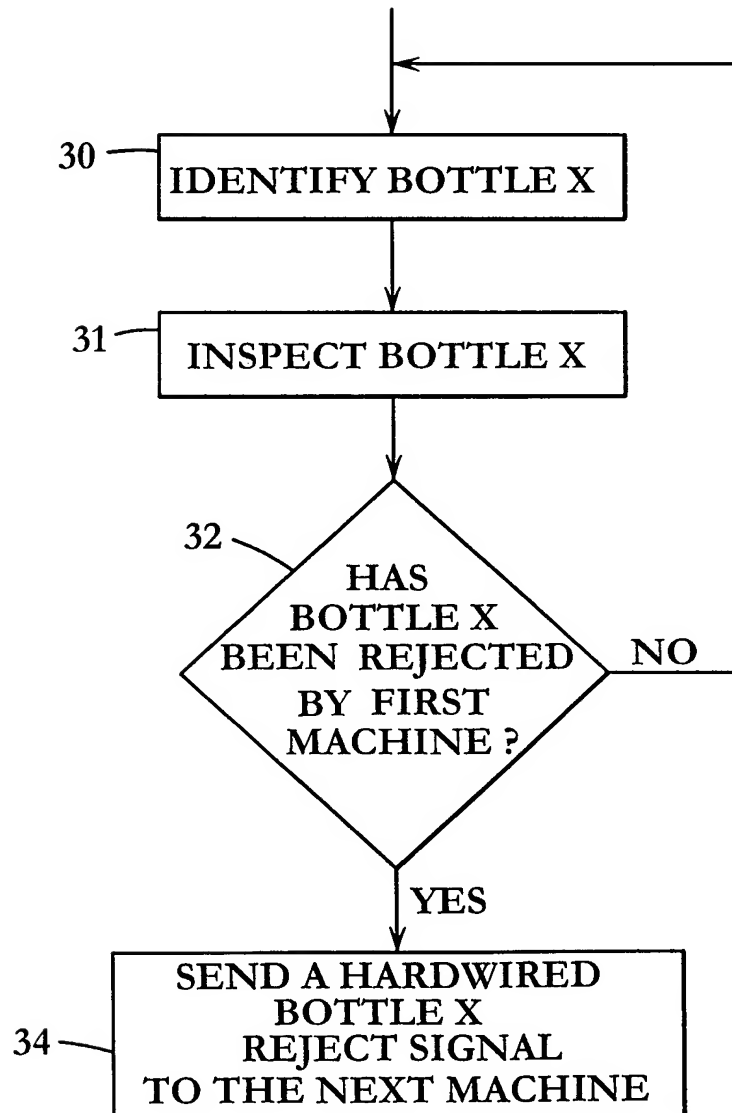 30
IDENTIFY BOTTLE X
31
INSPECT BOTTLE X
32
HAS
BOTTLE X
BEEN REJECTED
BY FIRST
MACHINE ?
NO
YES
34
SEND A HARDWIRED
BOTTLE X
REJECT SIGNAL
TO THE NEXT MACHINE